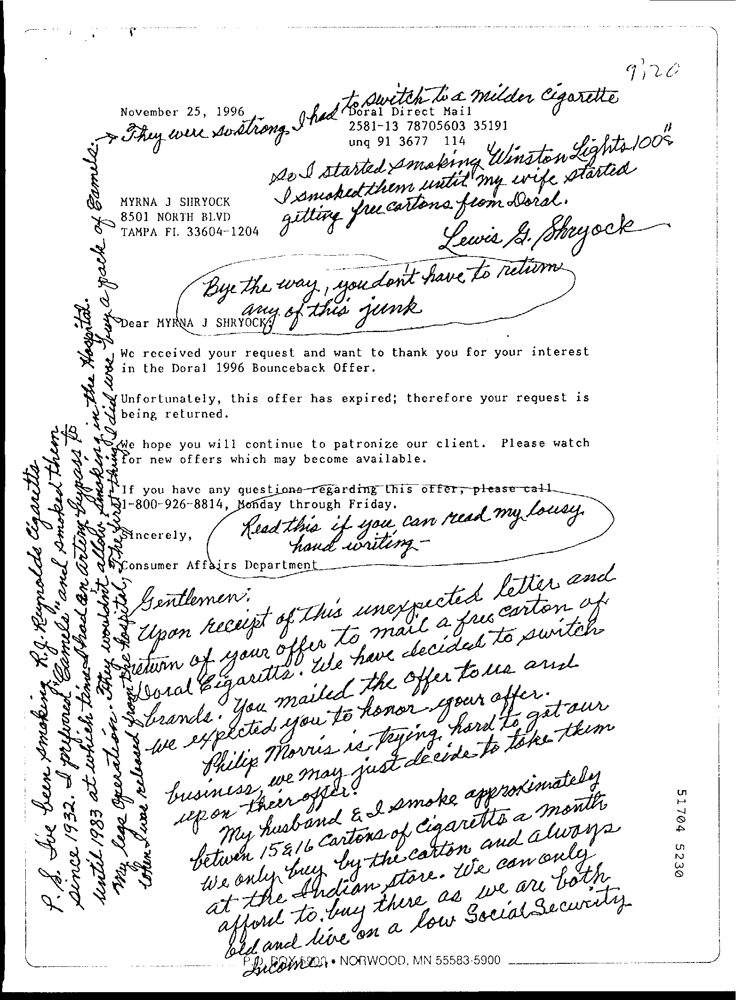 9:20
to switch to a milder cigarette
November 25, 1996
Doral Direct Mail
→ They were so strong I had
2581-13 78705603 35191
unq 91 3677 114
so I started smoking "Winston Lights 100s"
I smoked them until my wife started
getting free cartons from Doral.
Lewis G. Shryock
MYRNA J SHRYOCK
8501 NORTH BLVD
TAMPA FL 33604-1204
Bye the way, you don't have to return
any of this junk
Dear MYRNA J SHRYOCK:
We received your request and want to thank you for your interest
in the Doral 1996 Bounceback Offer.
Unfortunately, this offer has expired; therefore your request is
being returned.
We hope you will continue to patronize our client. Please watch
for new offers which may become available.
If you have any questions regarding this offer, please call
1-800-926-8814, Monday through Friday.
Read this if you can read my lousy
hand writing -
Sincerely,
Consumer Affairs Department
Gentlemen:
Upon receipt of this unexpected letter and
return of your offer to mail a free carton of
Doral Cigaretts. We have decided to switch
brands. You mailed the offer to us and
we expected you to honor your offer.
Philip Morris is trying hard to get our
business, we may just decide to take them
up on their offer.
My husband & I smoke approximately
betwen 15 & 16 Cartons of Cigaretts a month
We only buy by the carton and always
at the Indian store. We can only
afford to buy there as we are both
old and live on a low Social Security
Income.
P.O. BOX 5900 • NORWOOD, MN 55583-5900
P.S. I've been smoking R.J. Reynolds Cigaretts
since 1932. I prefered "Camels" and smoked them
until 1983 at which time I had an artery bypass to
my legs operation. They wouldn't allow smoking in the Hospital.
when I was released from the hospital, the first thing I did was buy a pack of Camels.
51704 5230